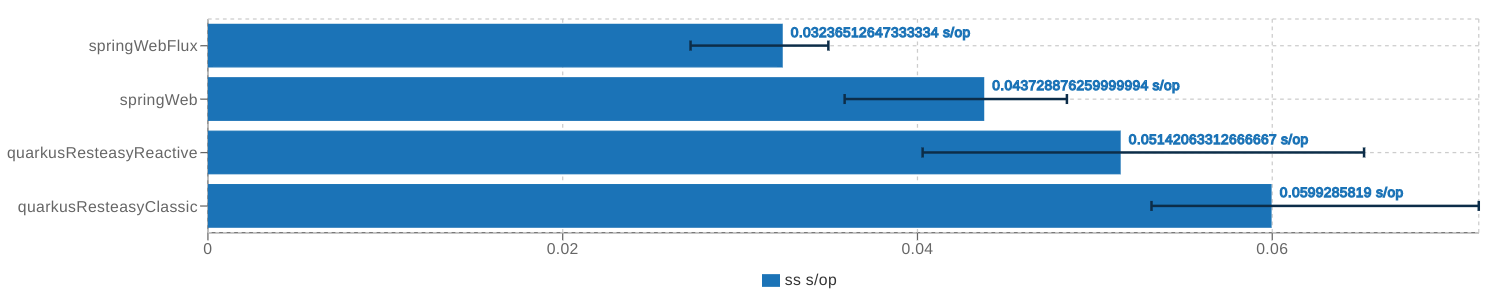 springWebFlux
0.03236512647333334 s/op
springWeb
0.043728876259999994 s/op
quarkusResteasyReactive
0.05142063312666667 s/op
quarkusResteasyClassic
0.0599285819 s/op
0 0.02 0.04 0.06
ss s/op